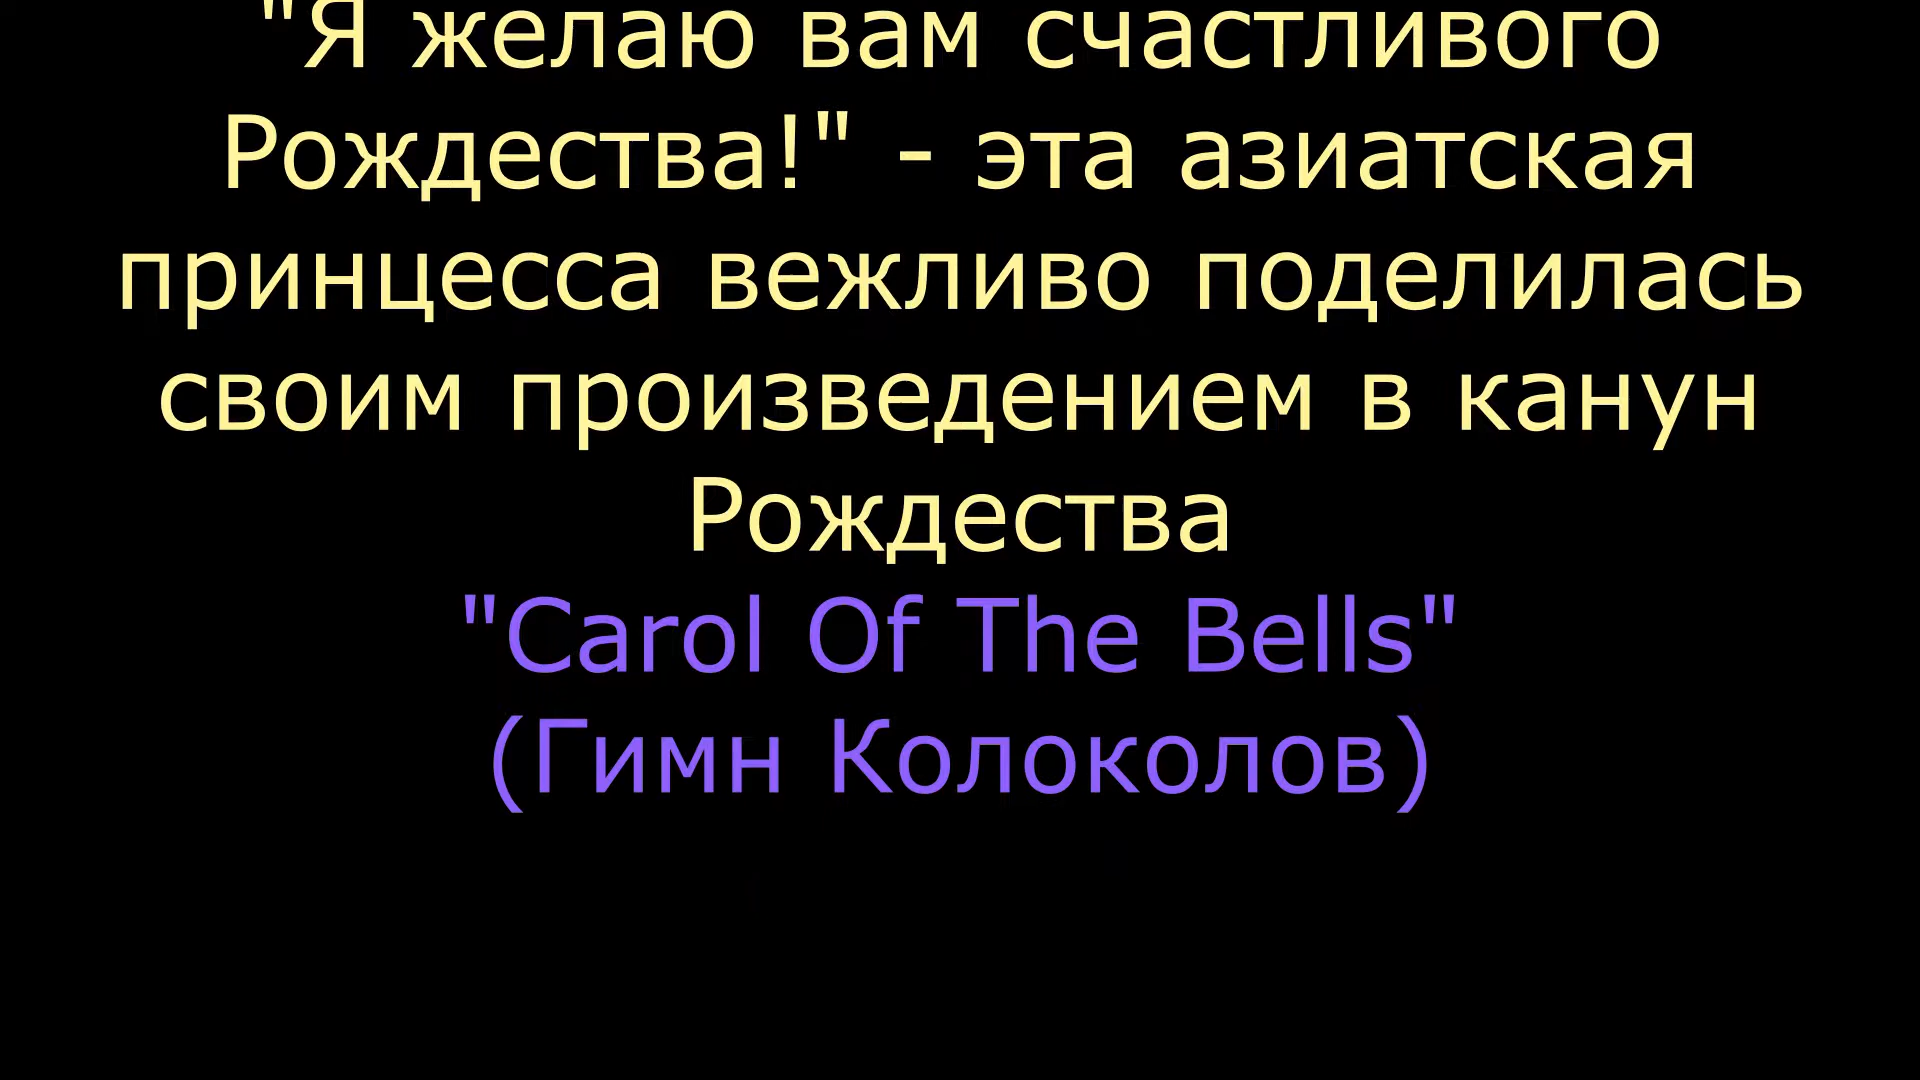 "Я желаю вам счастливого
Рождества!" - эта азиатская
принцесса вежливо поделилась
своим произведением в канун
Рождества
"Carol Of The Bells"
(Гимн Колоколов)